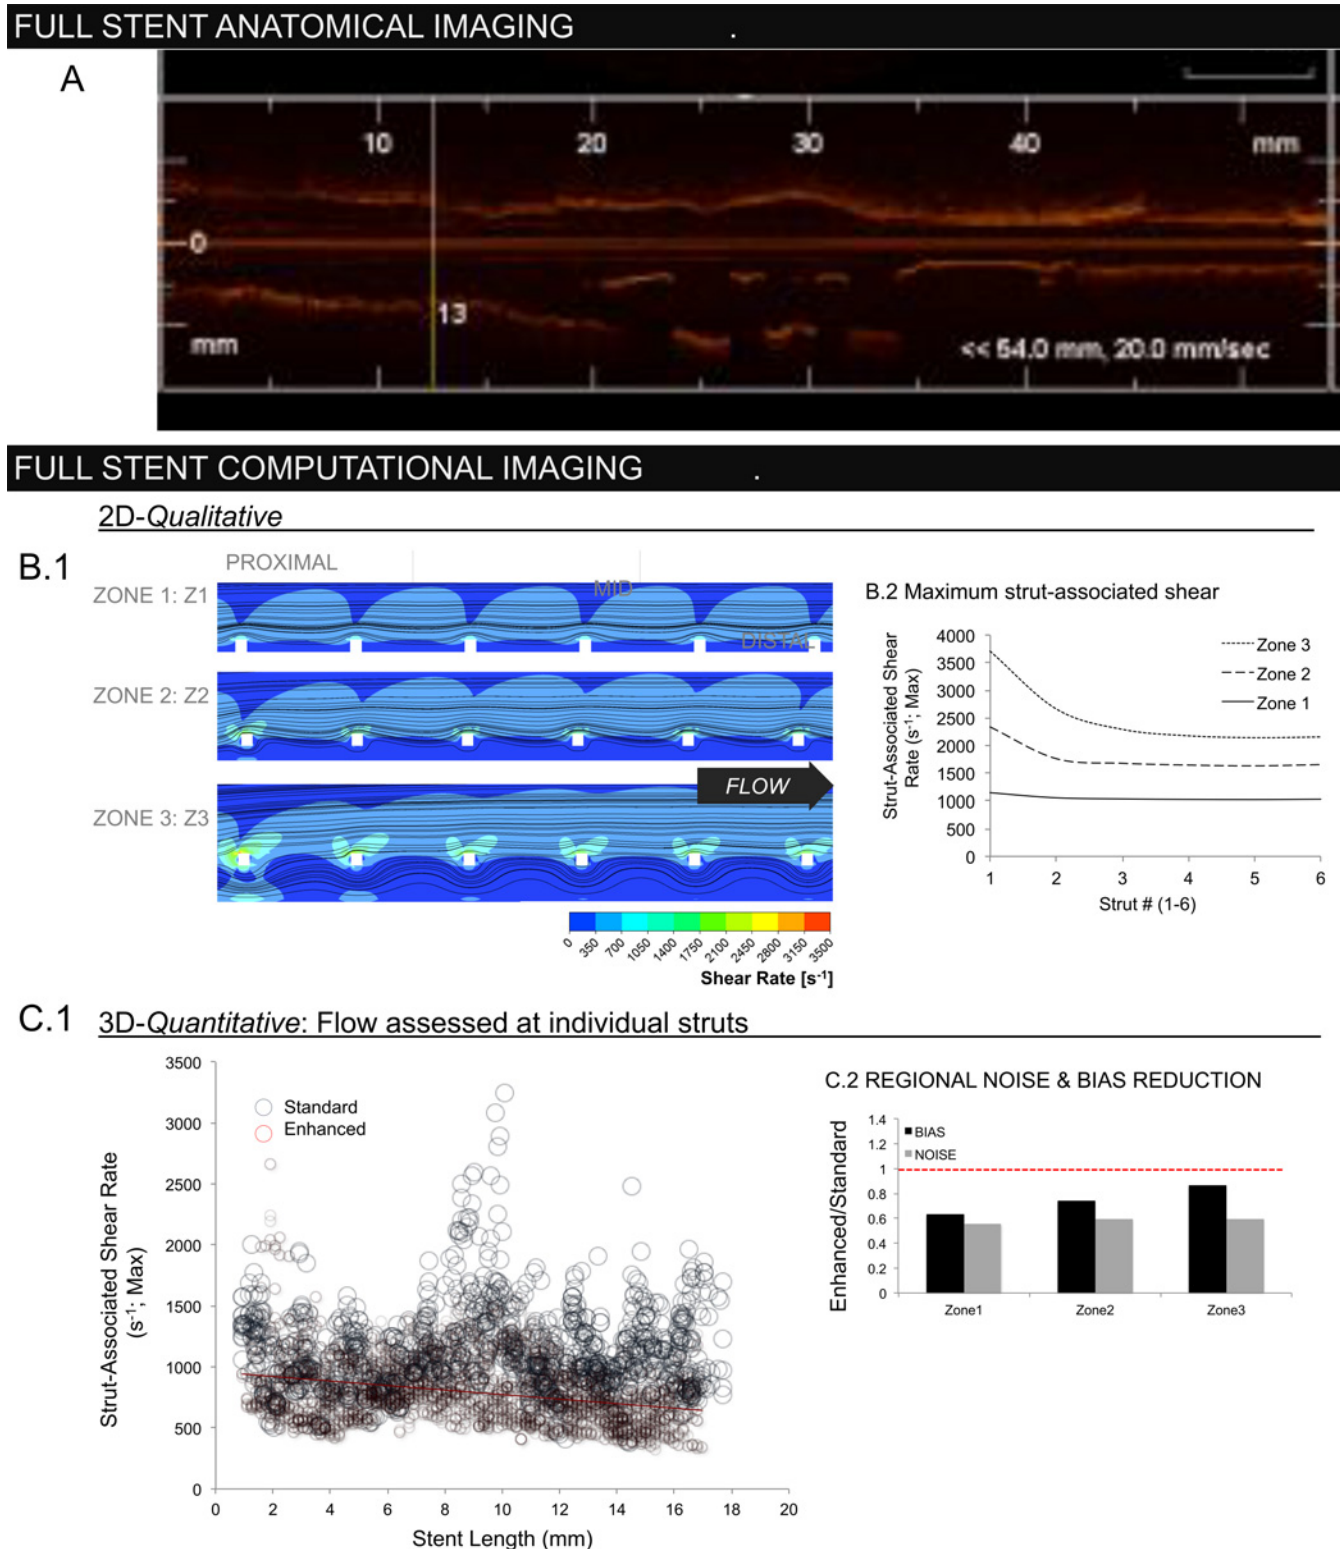 FULL STENT ANATOMICAL IMAGING .
A
10 20 30 40 mm
0
13
mm
<< 54.0 mm, 20.0 mm/sec
FULL STENT COMPUTATIONAL IMAGING .
2D-Qualitative
B.1
PROXIMAL
MID
DISTAL
ZONE 1: Z1
ZONE 2: Z2
ZONE 3: Z3
FLOW
0 350 700 1050 1400 1750 2100 2450 2800 3150 3500
Shear Rate [s⁻¹]
B.2 Maximum strut-associated shear
Strut-Associated Shear
Rate (s⁻¹; Max)
4000
3500
3000
2500
2000
1500
1000
500
0
Zone 3
Zone 2
Zone 1
1 2 3 4 5 6
Strut # (1-6)
C.1
3D-Quantitative: Flow assessed at individual struts
Strut-Associated Shear Rate
(s⁻¹; Max)
3500
3000
2500
2000
1500
1000
500
0
Standard
Enhanced
0 2 4 6 8 10 12 14 16 18 20
Stent Length (mm)
C.2 REGIONAL NOISE & BIAS REDUCTION
Enhanced/Standard
1.4
1.2
1
0.8
0.6
0.4
0.2
0
BIAS
NOISE
Zone1 Zone2 Zone3